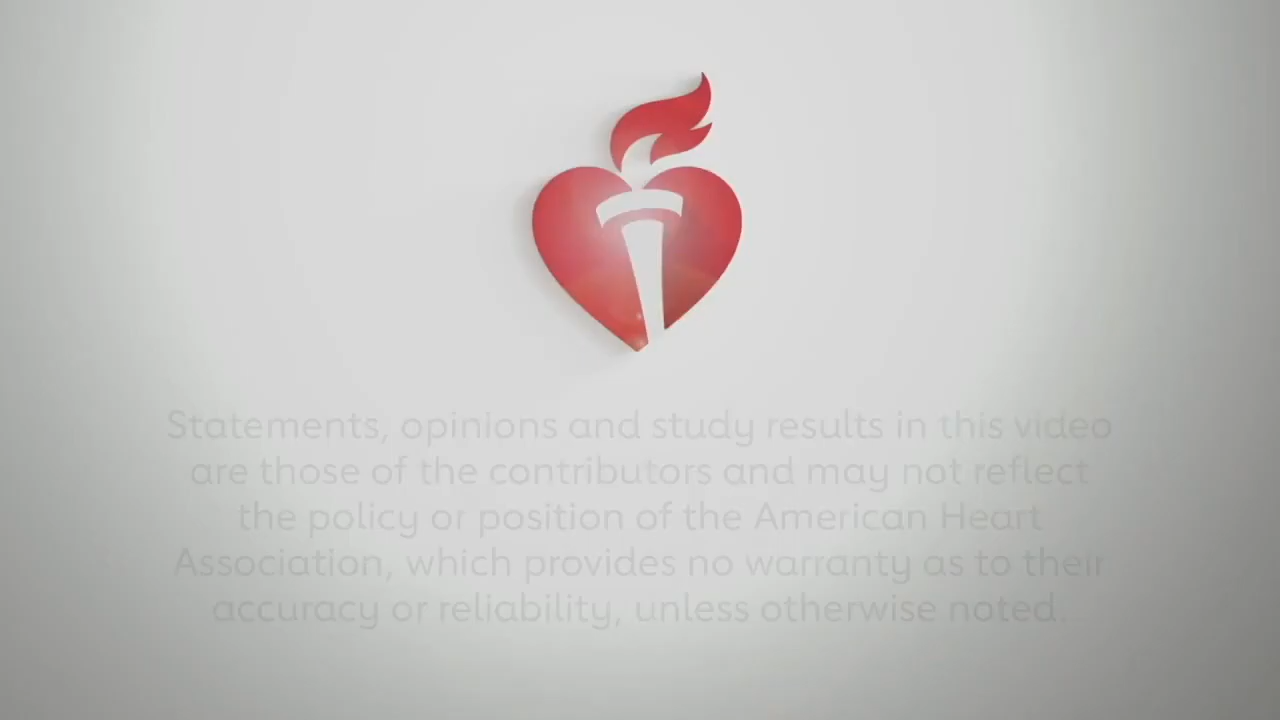 Statements, opinions and study results in this video
are those of the contributors and may not reflect
the policy or position of the American Heart
Association, which provides no warranty as to their
accuracy or reliability, unless otherwise noted.